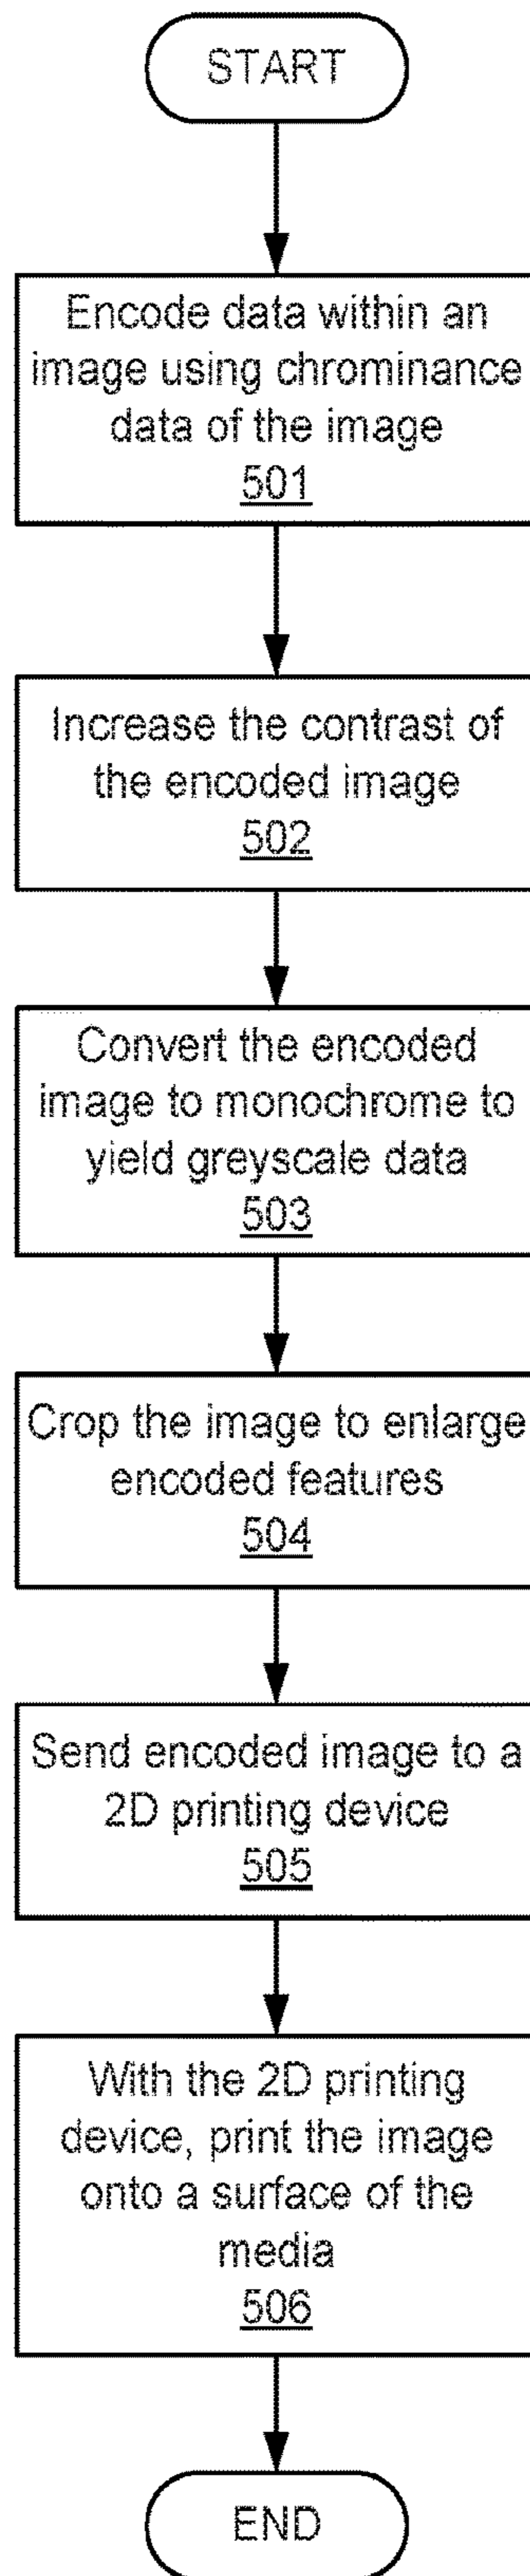 START
Encode data within an
image using chrominance
data of the image
501
Increase the contrast of
the encoded image
502
Convert the encoded
image to monochrome to
yield greyscale data
503
Crop the image to enlarge
encoded features
504
Send encoded image to a
2D printing device
505
With the 2D printing
device, print the image
onto a surface of the
media
506
END